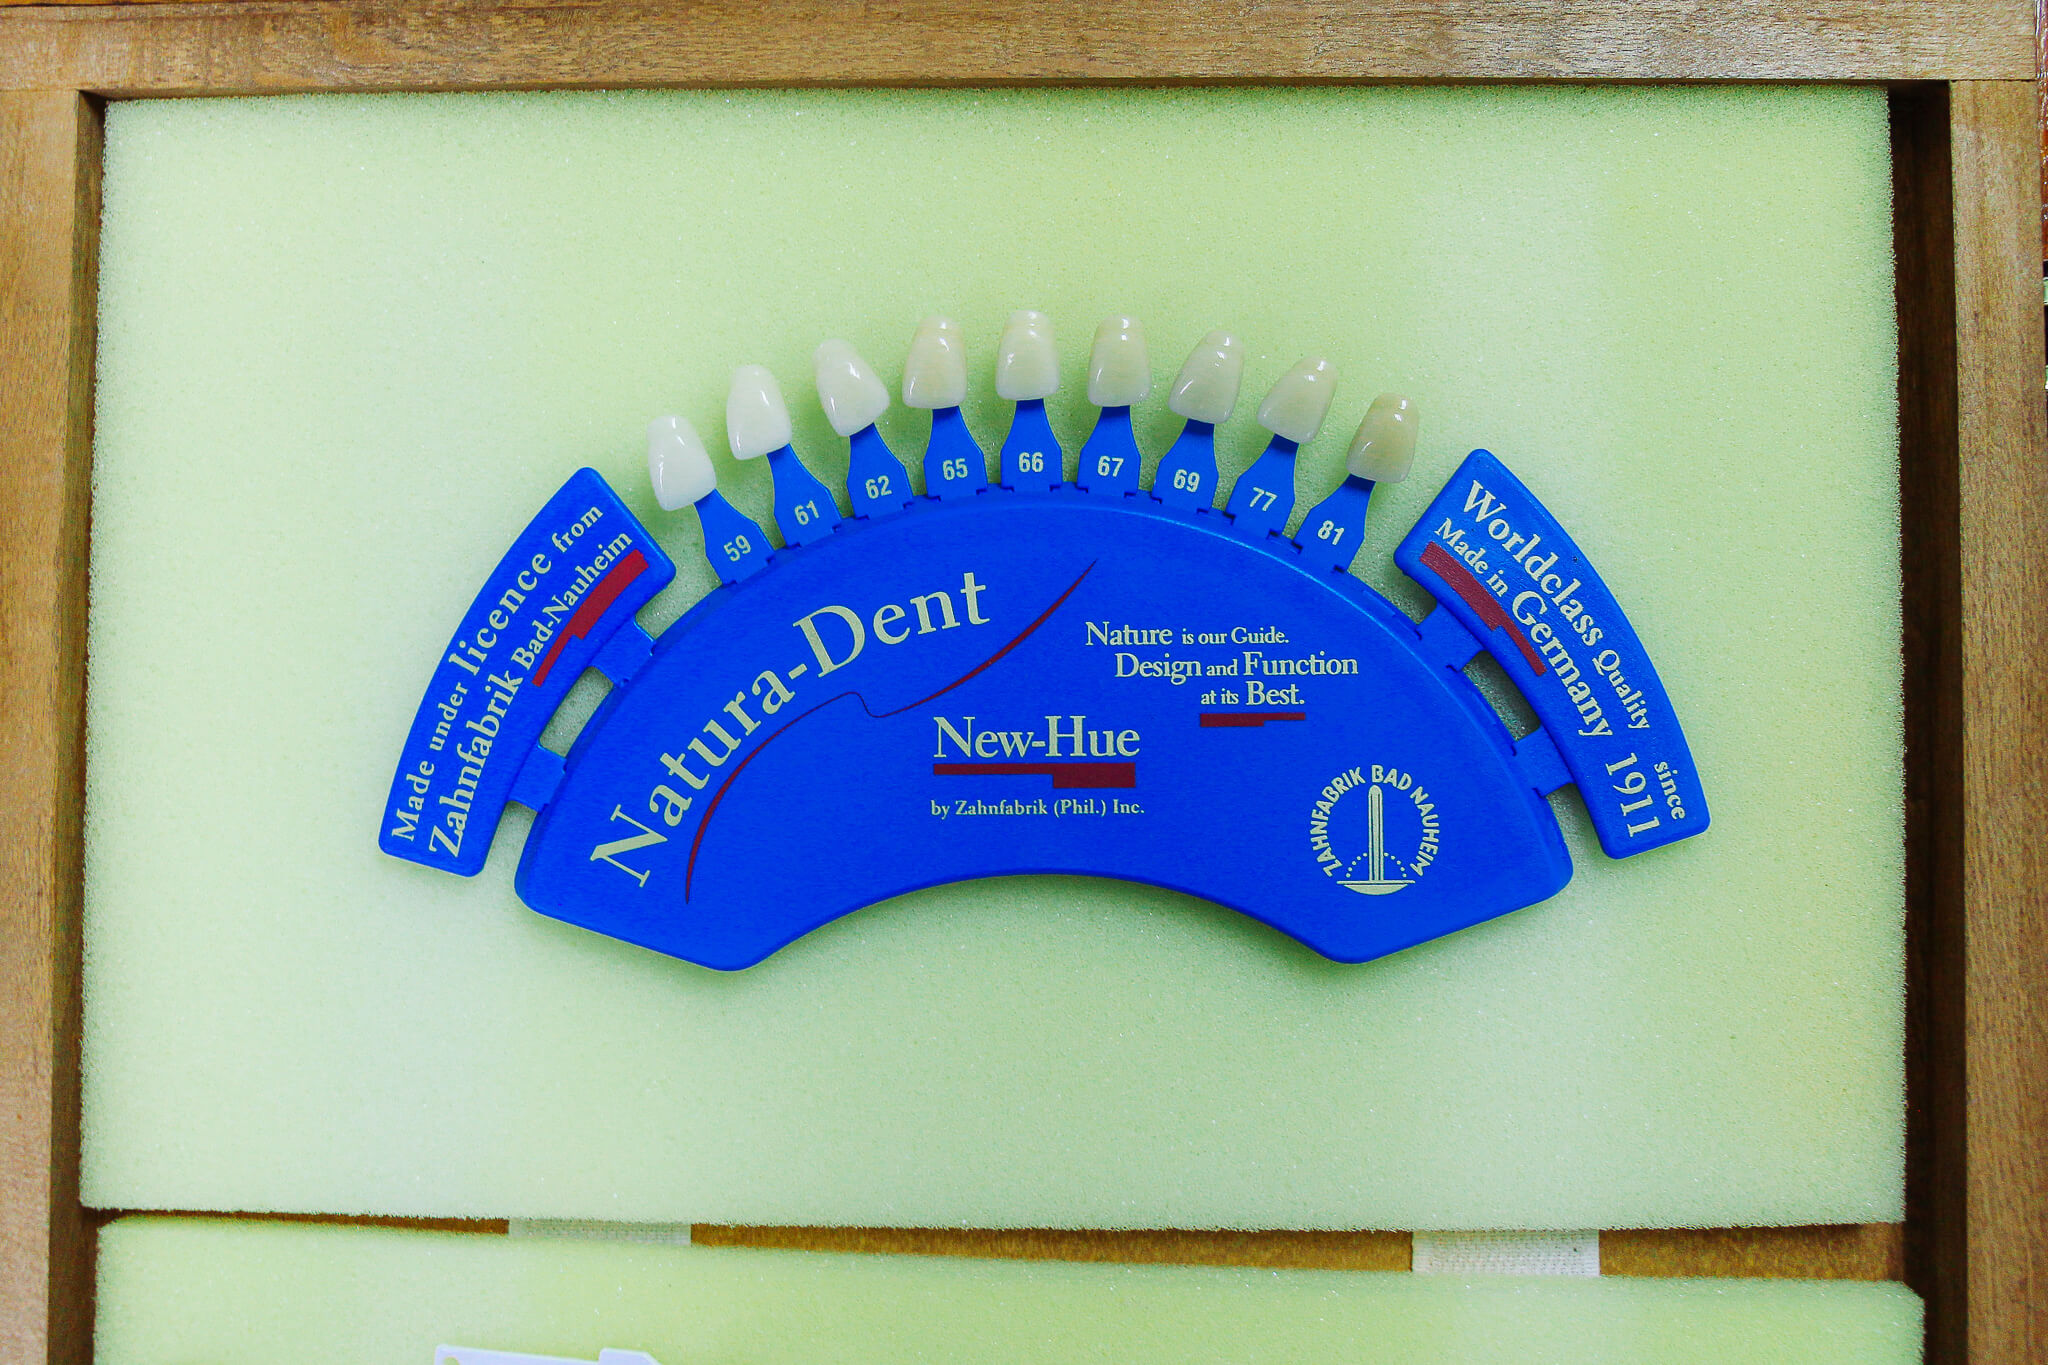 59
61
62
65
66
67
69
77
81
Made under licence from
Zahnfabrik Bad-Nauheim
Natura-Dent
Nature is our Guide.
Design and Function
at its Best.
New-Hue
by Zahnfabrik (Phil.) Inc.
ZAHNFABRIK BAD NAUHEIM
Worldclass Quality since
Made in Germany 1911